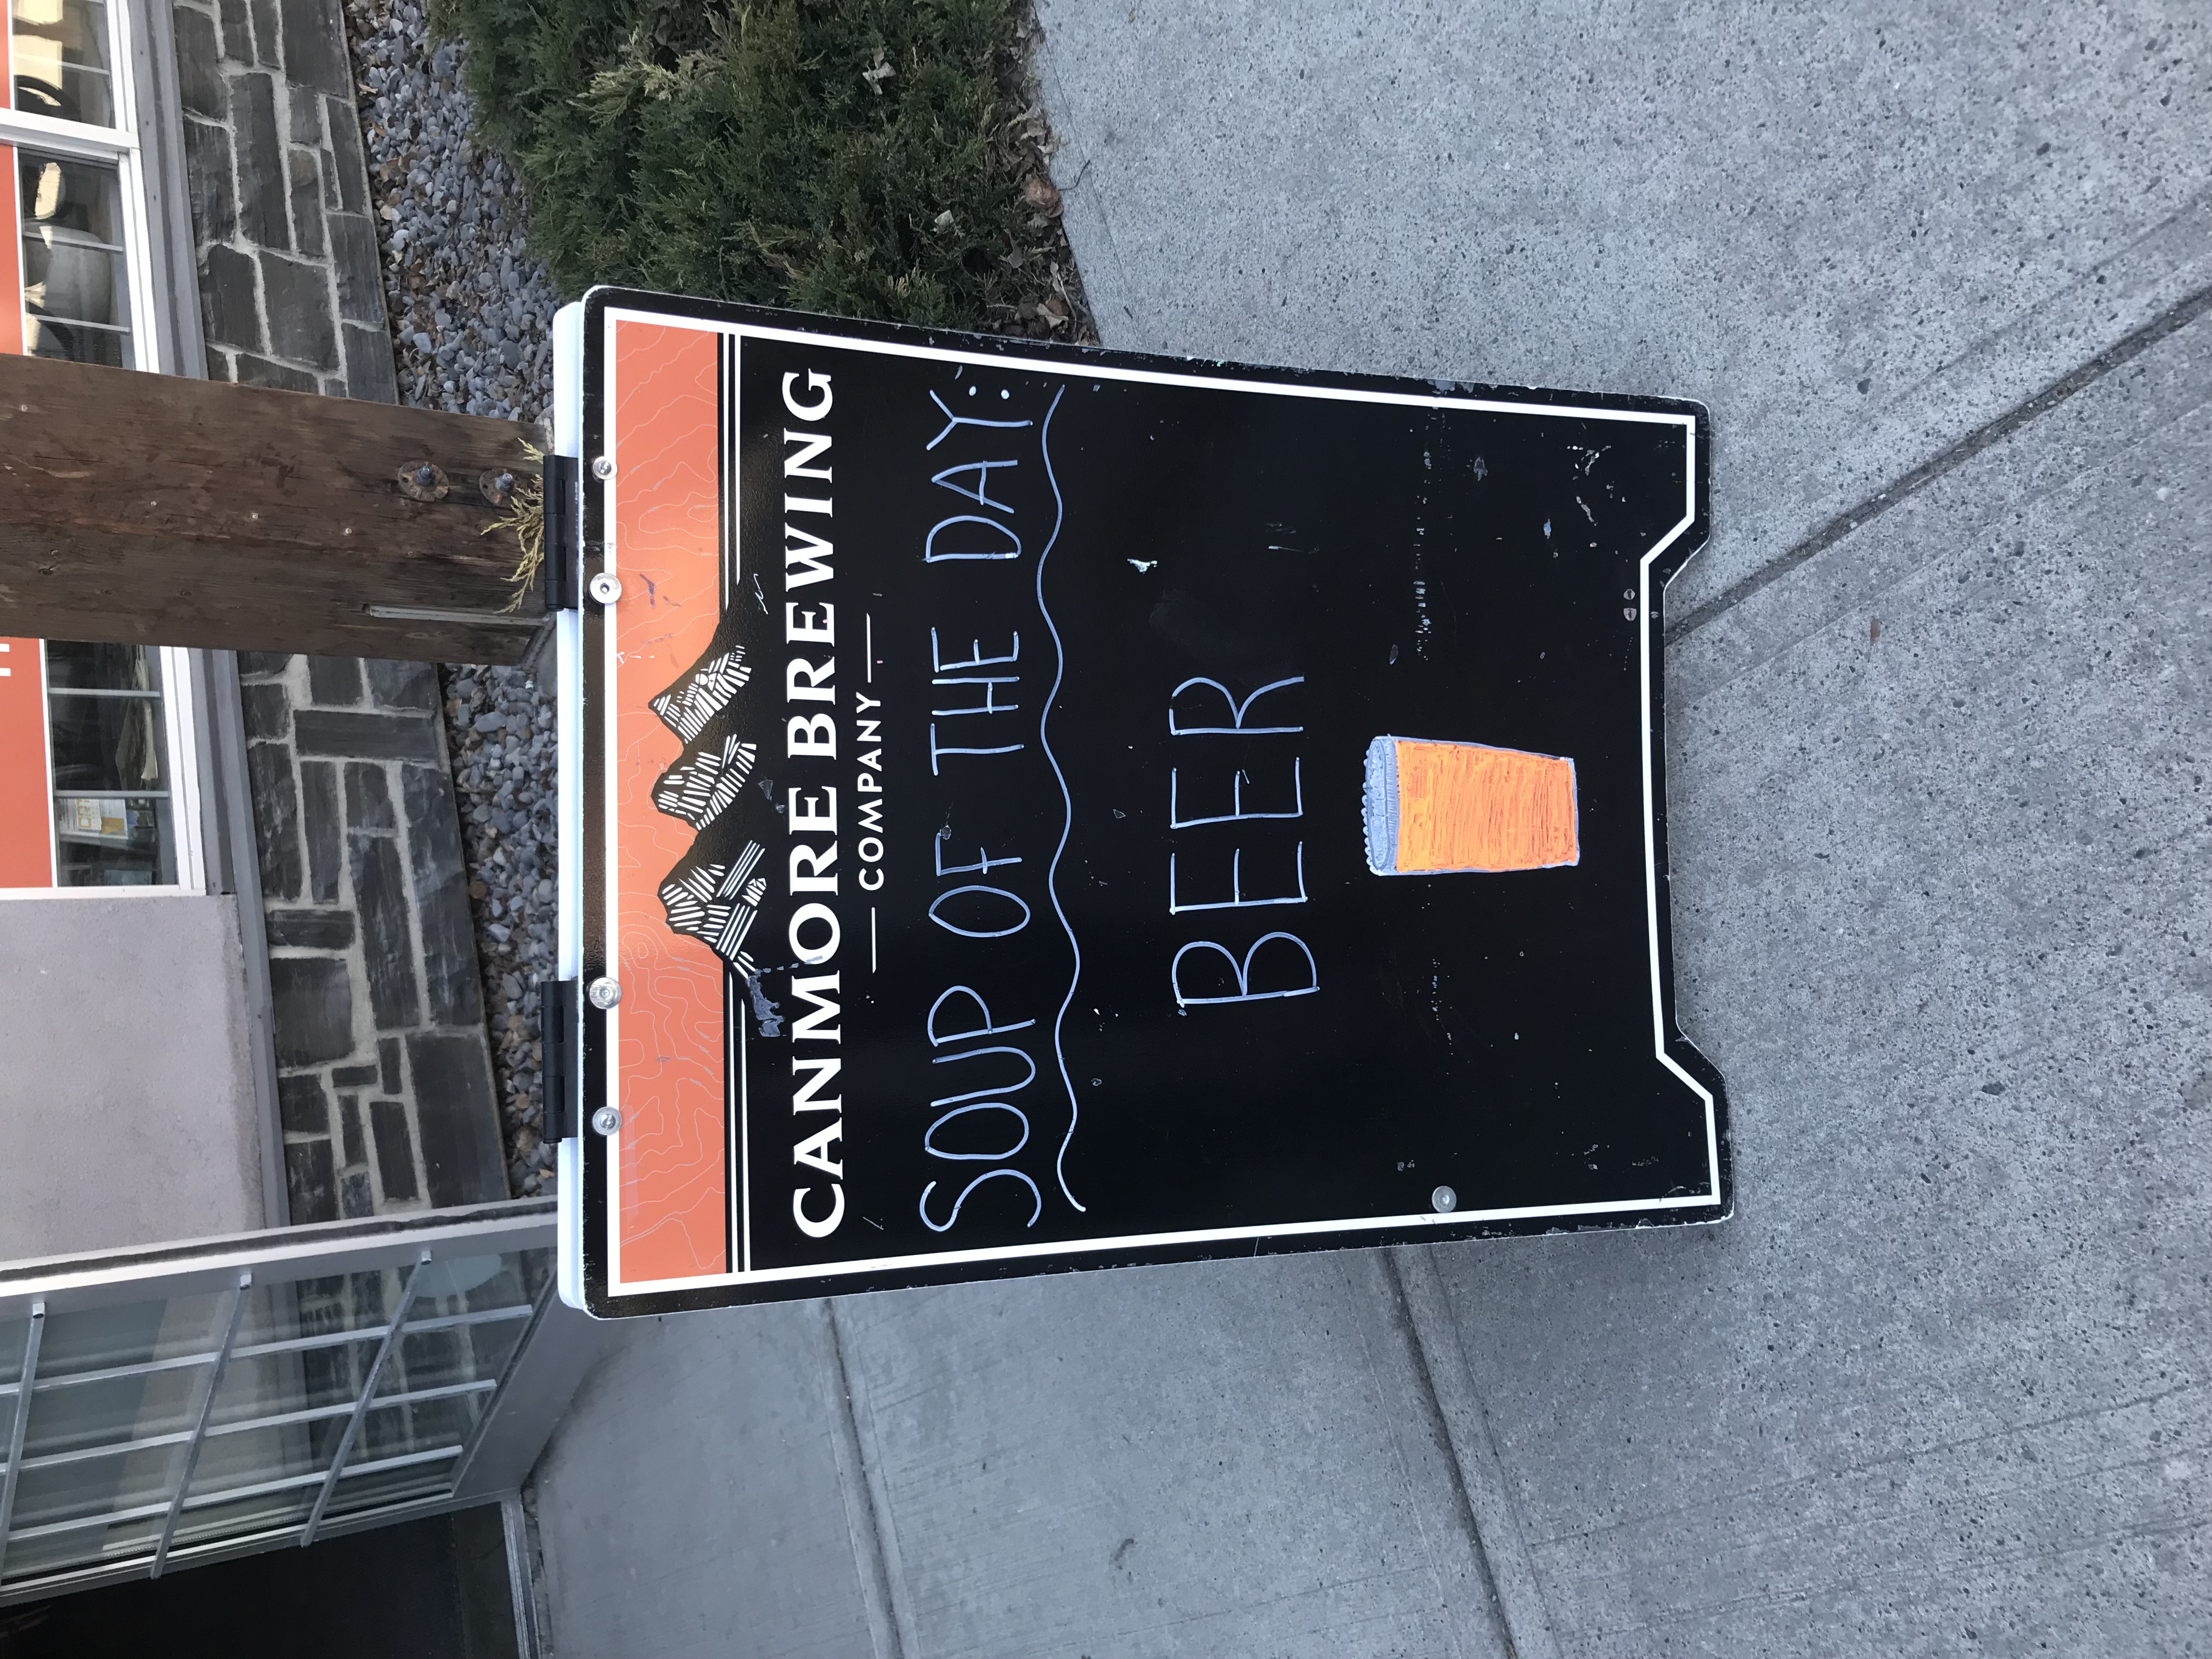 CANMORE BREWING
COMPANY
SOUP OF THE DAY:
BEER